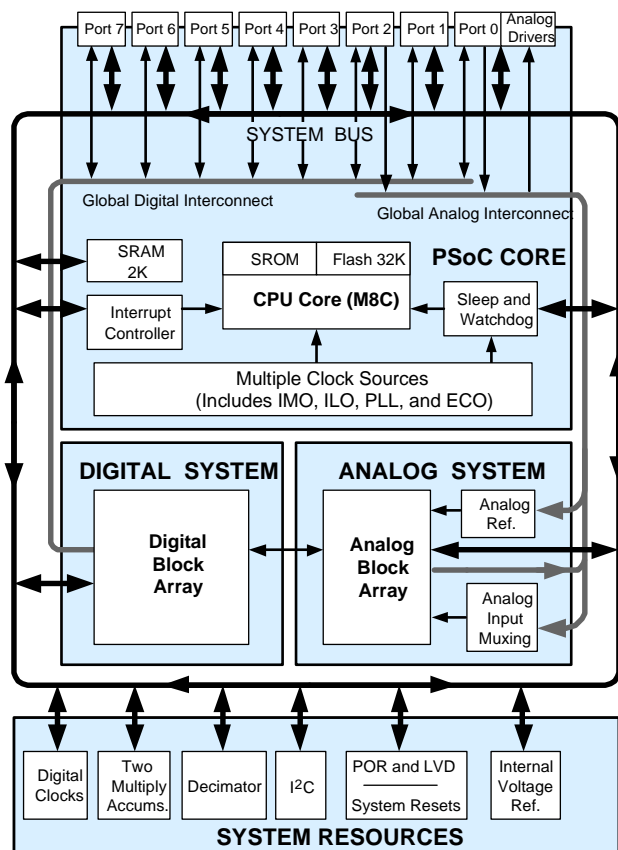 Port 7 Port 6 Port 5 Port 4 Port 3 Port 2 Port 1 Port 0 Analog
Drivers
SYSTEM BUS
Global Digital Interconnect
Global Analog Interconnect
PSoC CORE
SRAM
2K
SROM Flash 32K
CPU Core (M8C)
Interrupt
Controller
Sleep and
Watchdog
Multiple Clock Sources
(Includes IMO, ILO, PLL, and ECO)
DIGITAL SYSTEM
ANALOG SYSTEM
Digital
Block
Array
Analog
Block
Array
Analog
Ref.
Analog
Input
Muxing
Digital
Clocks
Two
Multiply
Accums.
Decimator
I2C
POR and LVD
System Resets
Internal
Voltage
Ref.
SYSTEM RESOURCES